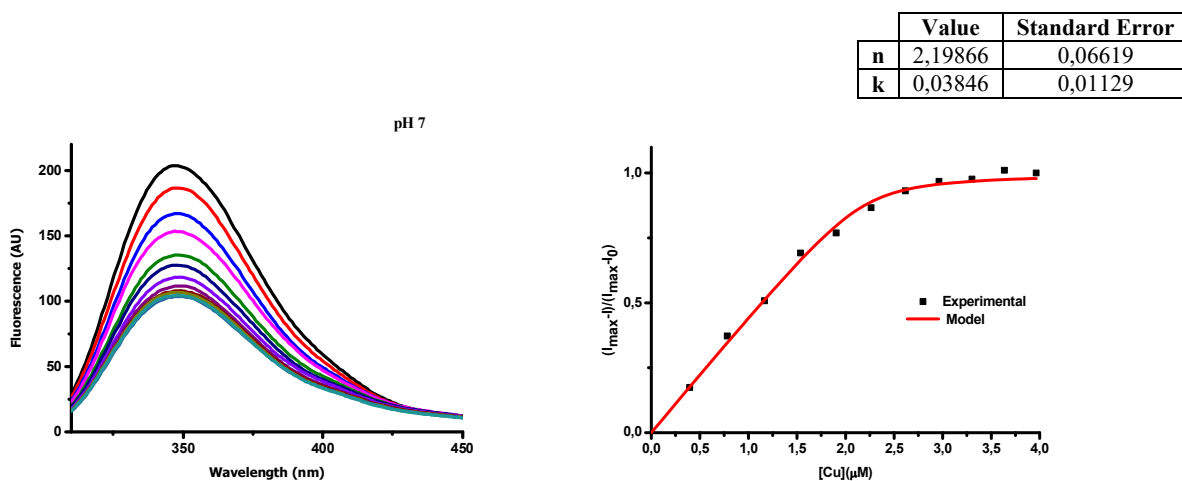 Value Standard Error
n 2,19866 0,06619
k 0,03846 0,01129
pH 7
200
150
100
50
0
Fluorescence (AU)
350 400 450
Wavelength (nm)
1,0
0,5
0,0
(Imax-I)/(Imax-I0)
Experimental
Model
0,0 0,5 1,0 1,5 2,0 2,5 3,0 3,5 4,0
[Cu](µM)